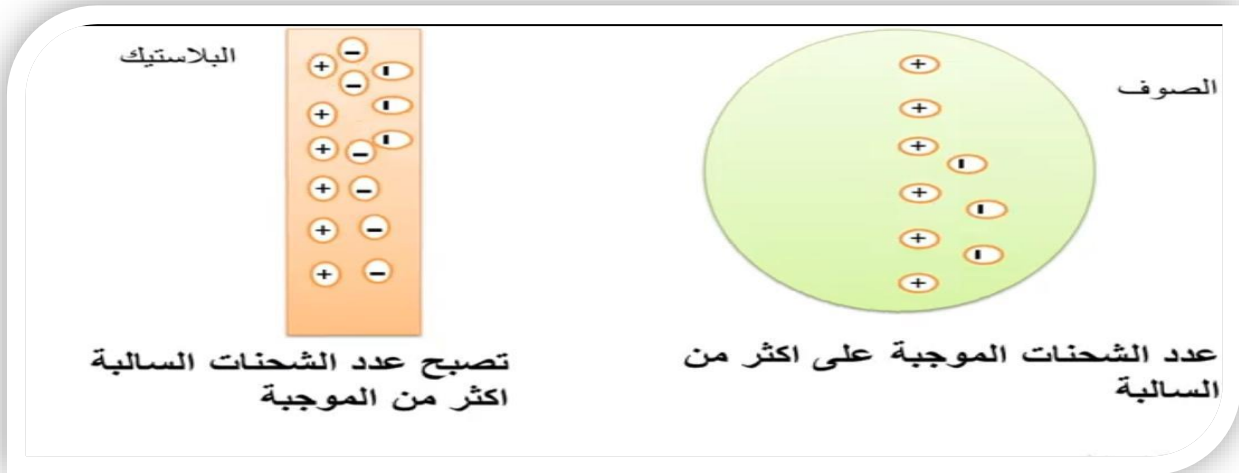 الصوف
البلاستيك
عدد الشحنات الموجبة على اكثر من
السالبة
تصبح عدد الشحنات السالبة
اكثر من الموجبة